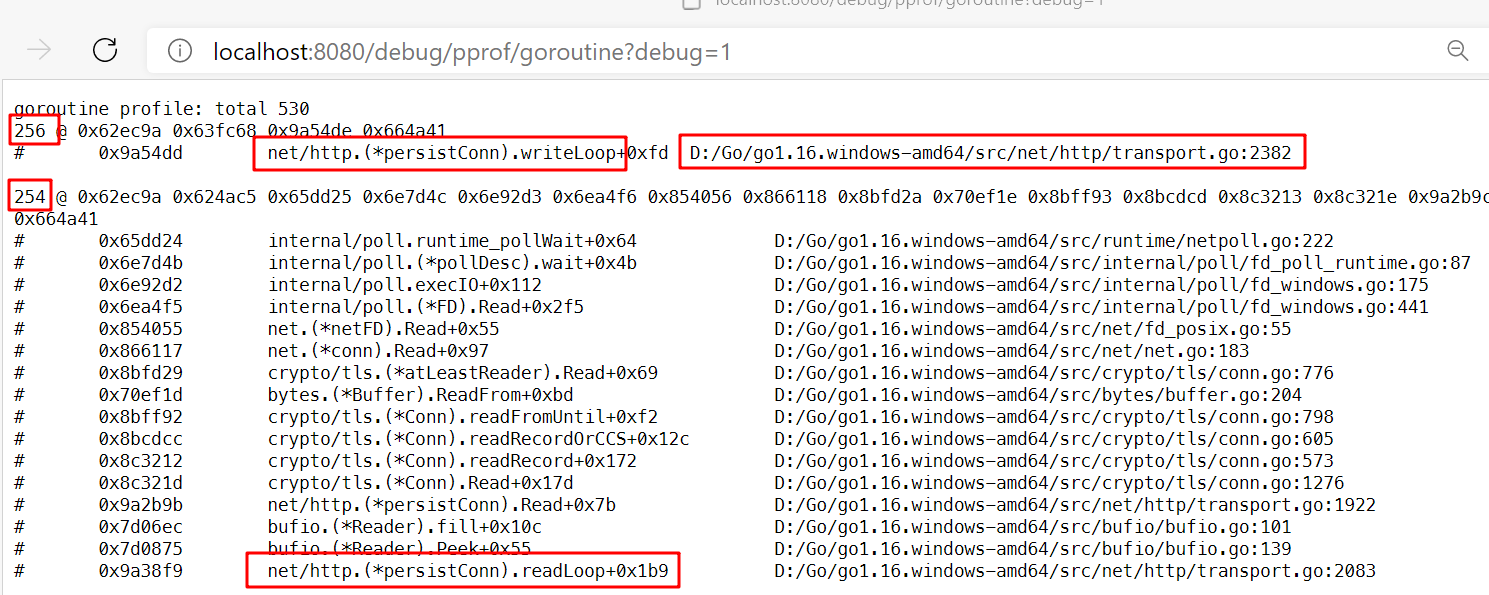 localhost:8080/debug/pprof/goroutine?debug=1
localhost:8080/debug/pprof/goroutine?debug=1
goroutine profile: total 530
256 @ 0x62ec9a 0x63fc68 0x9a54de 0x664a41
# 0x9a54dd net/http.(*persistConn).writeLoop+0xfd D:/Go/go1.16.windows-amd64/src/net/http/transport.go:2382
254 @ 0x62ec9a 0x624ac5 0x65dd25 0x6e7d4c 0x6e92d3 0x6ea4f6 0x854056 0x866118 0x8bfd2a 0x70ef1e 0x8bff93 0x8bcdcd 0x8c3213 0x8c321e 0x9a2b9c
0x664a41
# 0x65dd24 internal/poll.runtime_pollWait+0x64 D:/Go/go1.16.windows-amd64/src/runtime/netpoll.go:222
# 0x6e7d4b internal/poll.(*pollDesc).wait+0x4b D:/Go/go1.16.windows-amd64/src/internal/poll/fd_poll_runtime.go:87
# 0x6e92d2 internal/poll.execIO+0x112 D:/Go/go1.16.windows-amd64/src/internal/poll/fd_windows.go:175
# 0x6ea4f5 internal/poll.(*FD).Read+0x2f5 D:/Go/go1.16.windows-amd64/src/internal/poll/fd_windows.go:441
# 0x854055 net.(*netFD).Read+0x55 D:/Go/go1.16.windows-amd64/src/net/fd_posix.go:55
# 0x866117 net.(*conn).Read+0x97 D:/Go/go1.16.windows-amd64/src/net/net.go:183
# 0x8bfd29 crypto/tls.(*atLeastReader).Read+0x69 D:/Go/go1.16.windows-amd64/src/crypto/tls/conn.go:776
# 0x70ef1d bytes.(*Buffer).ReadFrom+0xbd D:/Go/go1.16.windows-amd64/src/bytes/buffer.go:204
# 0x8bff92 crypto/tls.(*Conn).readFromUntil+0xf2 D:/Go/go1.16.windows-amd64/src/crypto/tls/conn.go:798
# 0x8bcdcc crypto/tls.(*Conn).readRecordOrCCS+0x12c D:/Go/go1.16.windows-amd64/src/crypto/tls/conn.go:605
# 0x8c3212 crypto/tls.(*Conn).readRecord+0x172 D:/Go/go1.16.windows-amd64/src/crypto/tls/conn.go:573
# 0x8c321d crypto/tls.(*Conn).Read+0x17d D:/Go/go1.16.windows-amd64/src/crypto/tls/conn.go:1276
# 0x9a2b9b net/http.(*persistConn).Read+0x7b D:/Go/go1.16.windows-amd64/src/net/http/transport.go:1922
# 0x7d06ec bufio.(*Reader).fill+0x10c D:/Go/go1.16.windows-amd64/src/bufio/bufio.go:101
# 0x7d0875 bufio.(*Reader).Peek+0x55 D:/Go/go1.16.windows-amd64/src/bufio/bufio.go:139
# 0x9a38f9 net/http.(*persistConn).readLoop+0x1b9 D:/Go/go1.16.windows-amd64/src/net/http/transport.go:2083